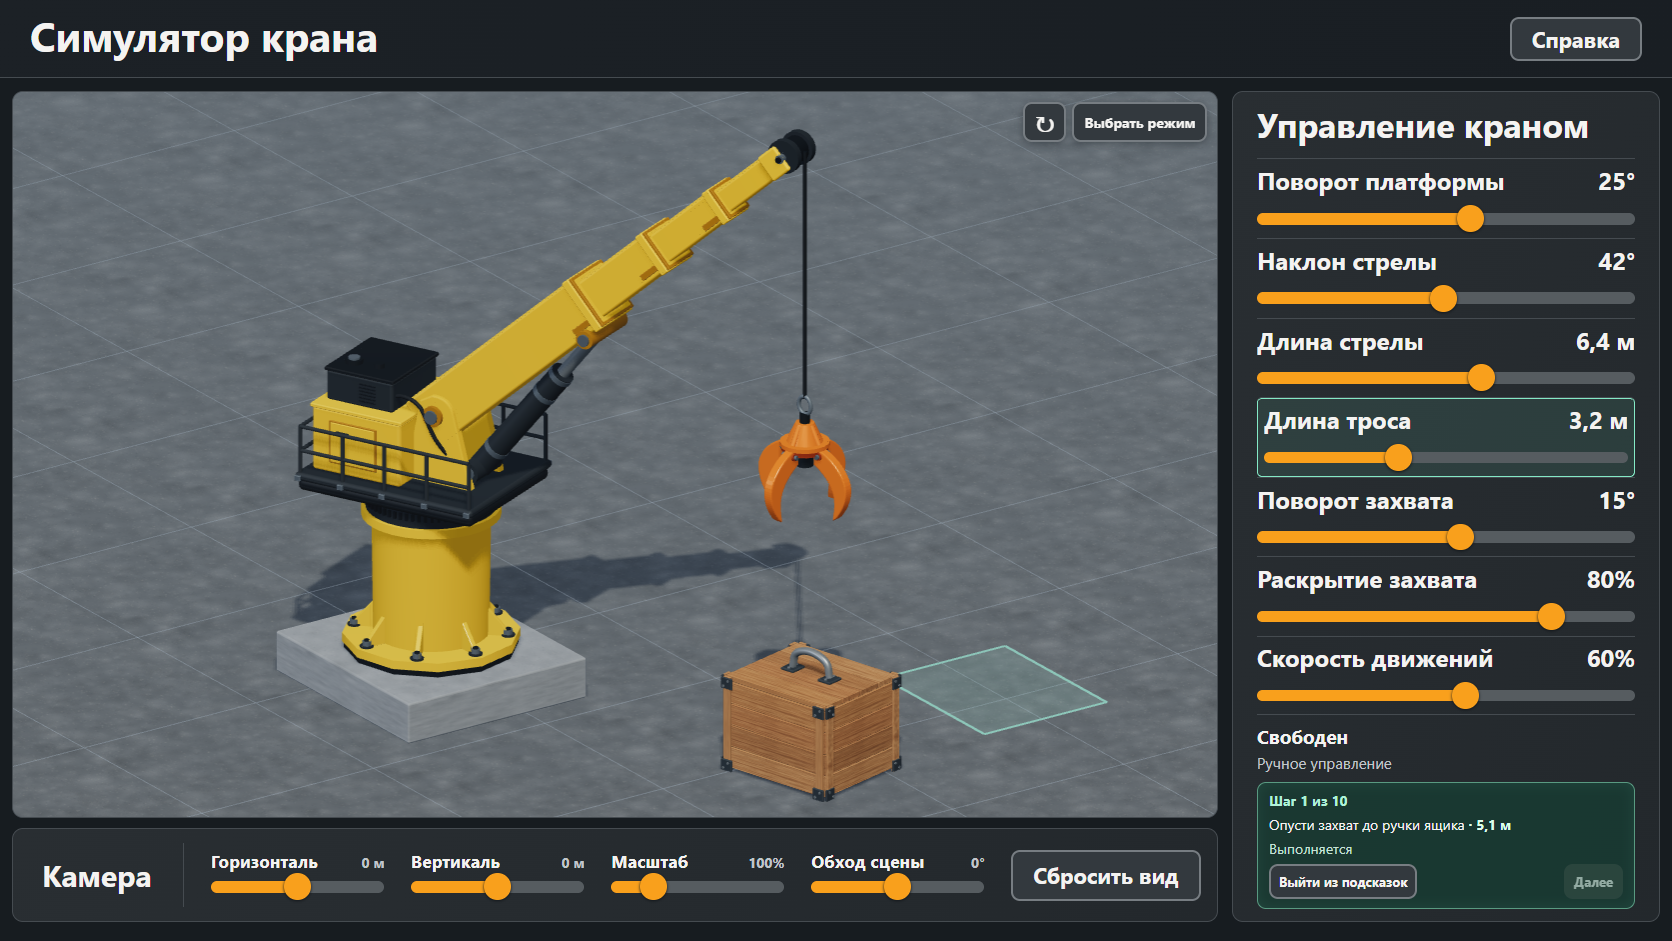 Симулятор крана
Справка
Выбрать режим
Управление краном
Поворот платформы 25°
Наклон стрелы 42°
Длина стрелы 6,4 м
Длина троса 3,2 м
Поворот захвата 15°
Раскрытие захвата 80%
Скорость движений 60%
Свободен
Ручное управление
Шаг 1 из 10
Опусти захват до ручки ящика · 5,1 м
Выполняется
Выйти из подсказок Далее
Камера
Горизонталь 0 м
Вертикаль 0 м
Масштаб 100%
Обход сцены 0°
Сбросить вид